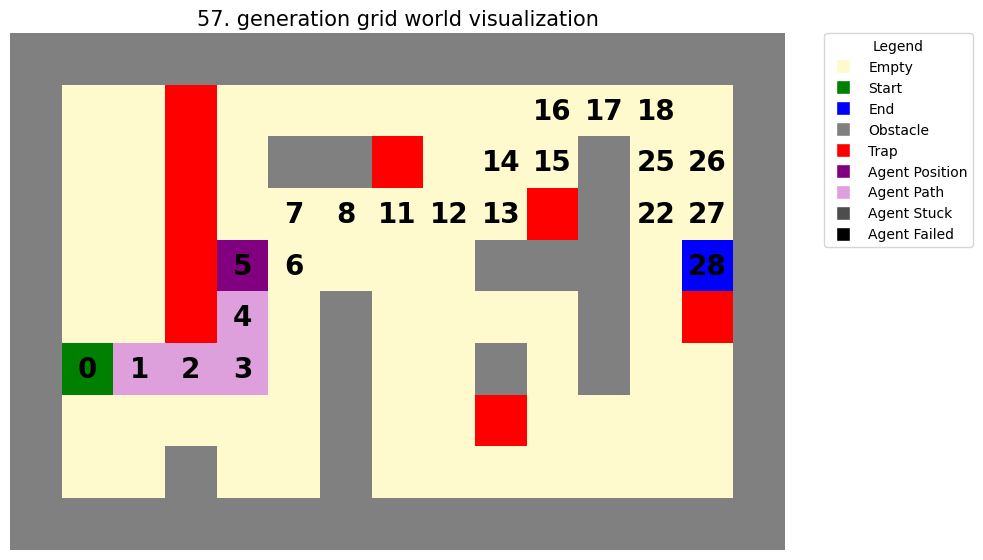 57. generation grid world visualization
16 17 18
14 15 25 26
7 8 11 12 13 22 27
5 6 28
4
0 1 2 3
Legend
Empty
Start
End
Obstacle
Trap
Agent Position
Agent Path
Agent Stuck
Agent Failed